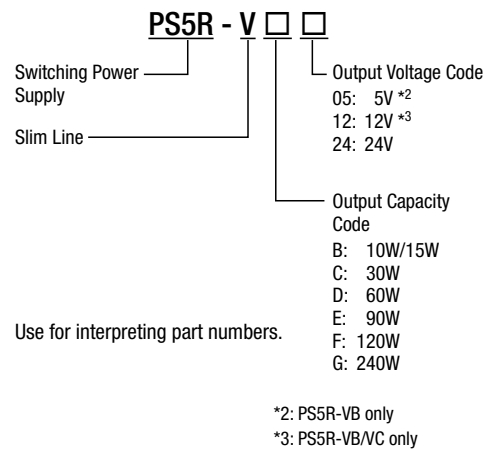 PS5R - V □ □
Switching Power
Supply
Slim Line
Output Voltage Code
05: 5V *2
12: 12V *3
24: 24V
Output Capacity
Code
B: 10W/15W
C: 30W
D: 60W
E: 90W
F: 120W
G: 240W
Use for interpreting part numbers.
*2: PS5R-VB only
*3: PS5R-VB/VC only